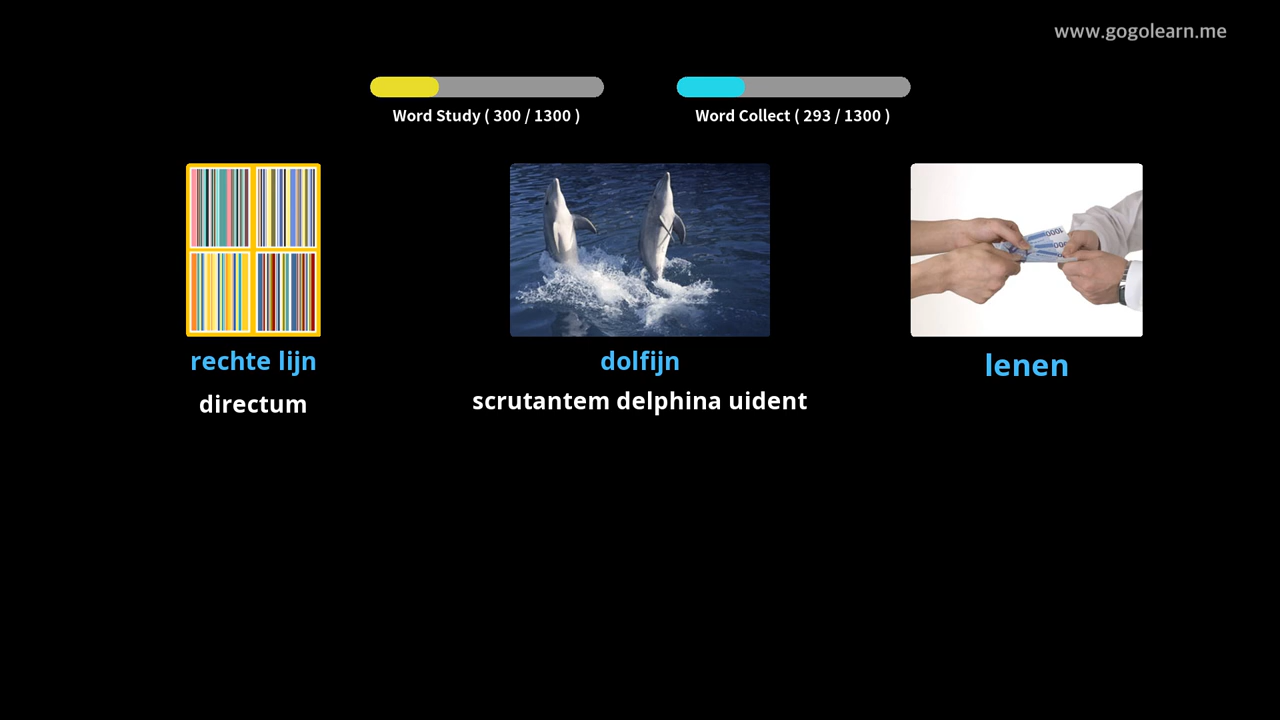 www.gogolearn.me
Word Study ( 300 / 1300 )
Word Collect ( 293 / 1300 )
rechte lijn
dolfijn
lenen
directum
scrutantem delphina uident